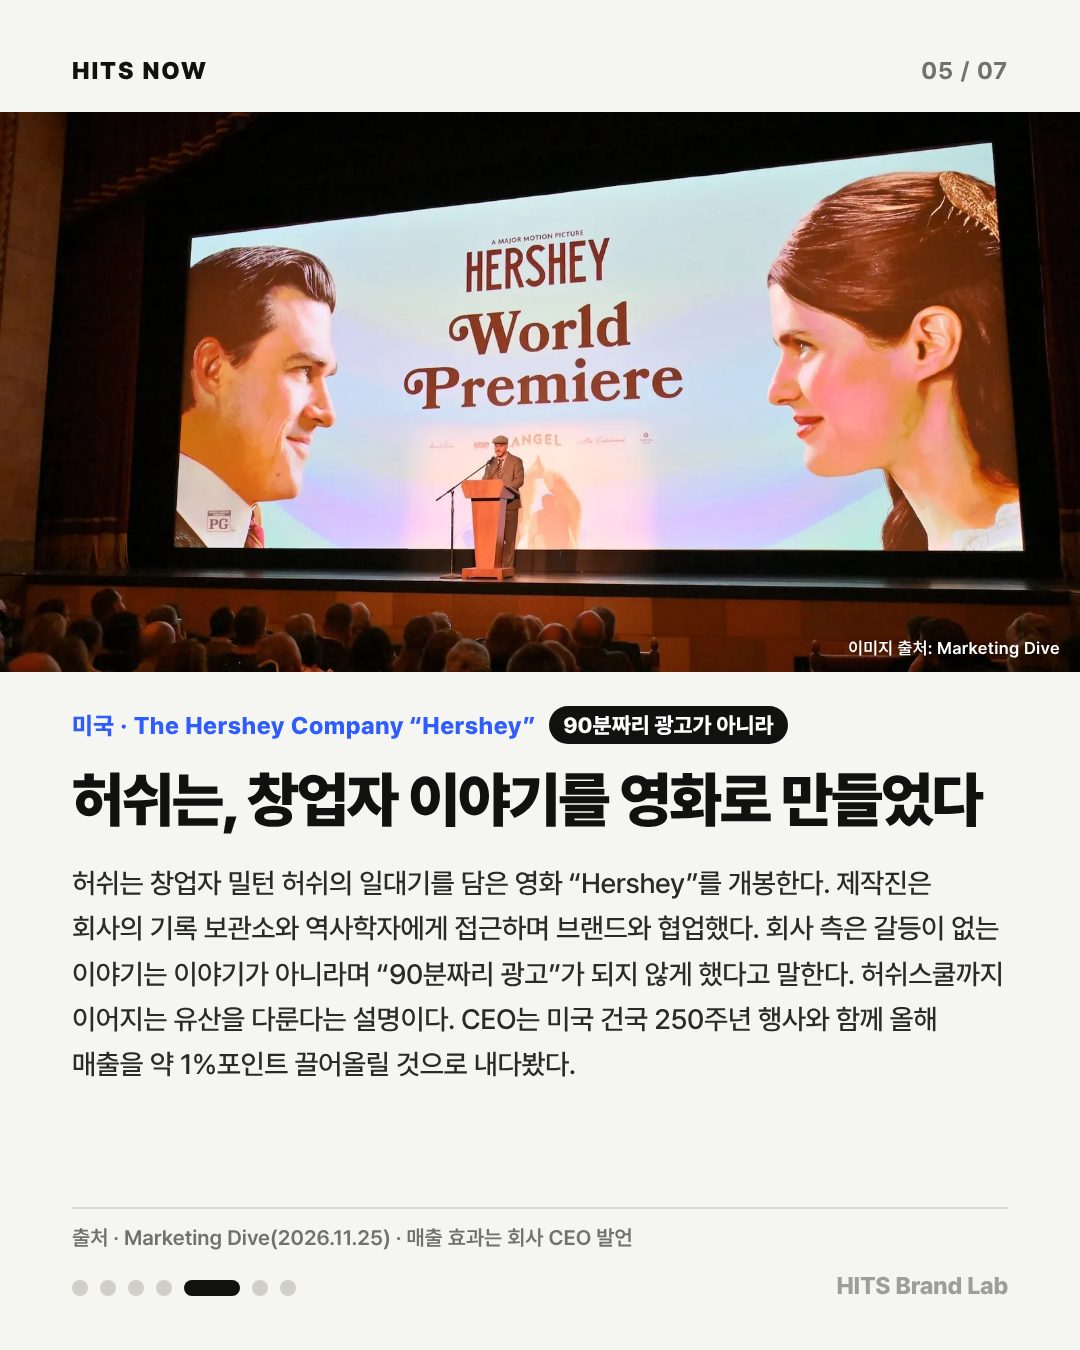 HITS NOW
05 / 07
A MAJOR MOTION PICTURE
HERSHEY
World
Premiere
ANGEL
PG
이미지 출처: Marketing Dive
미국 · The Hershey Company “Hershey”
90분짜리 광고가 아니라
허쉬는, 창업자 이야기를 영화로 만들었다
허쉬는 창업자 밀턴 허쉬의 일대기를 담은 영화 “Hershey”를 개봉한다. 제작진은
회사의 기록 보관소와 역사학자에게 접근하며 브랜드와 협업했다. 회사 측은 갈등이 없는
이야기는 이야기가 아니라며 “90분짜리 광고”가 되지 않게 했다고 말한다. 허쉬스쿨까지
이어지는 유산을 다룬다는 설명이다. CEO는 미국 건국 250주년 행사와 함께 올해
매출을 약 1%포인트 끌어올릴 것으로 내다봤다.
출처 · Marketing Dive(2026.11.25) · 매출 효과는 회사 CEO 발언
HITS Brand Lab